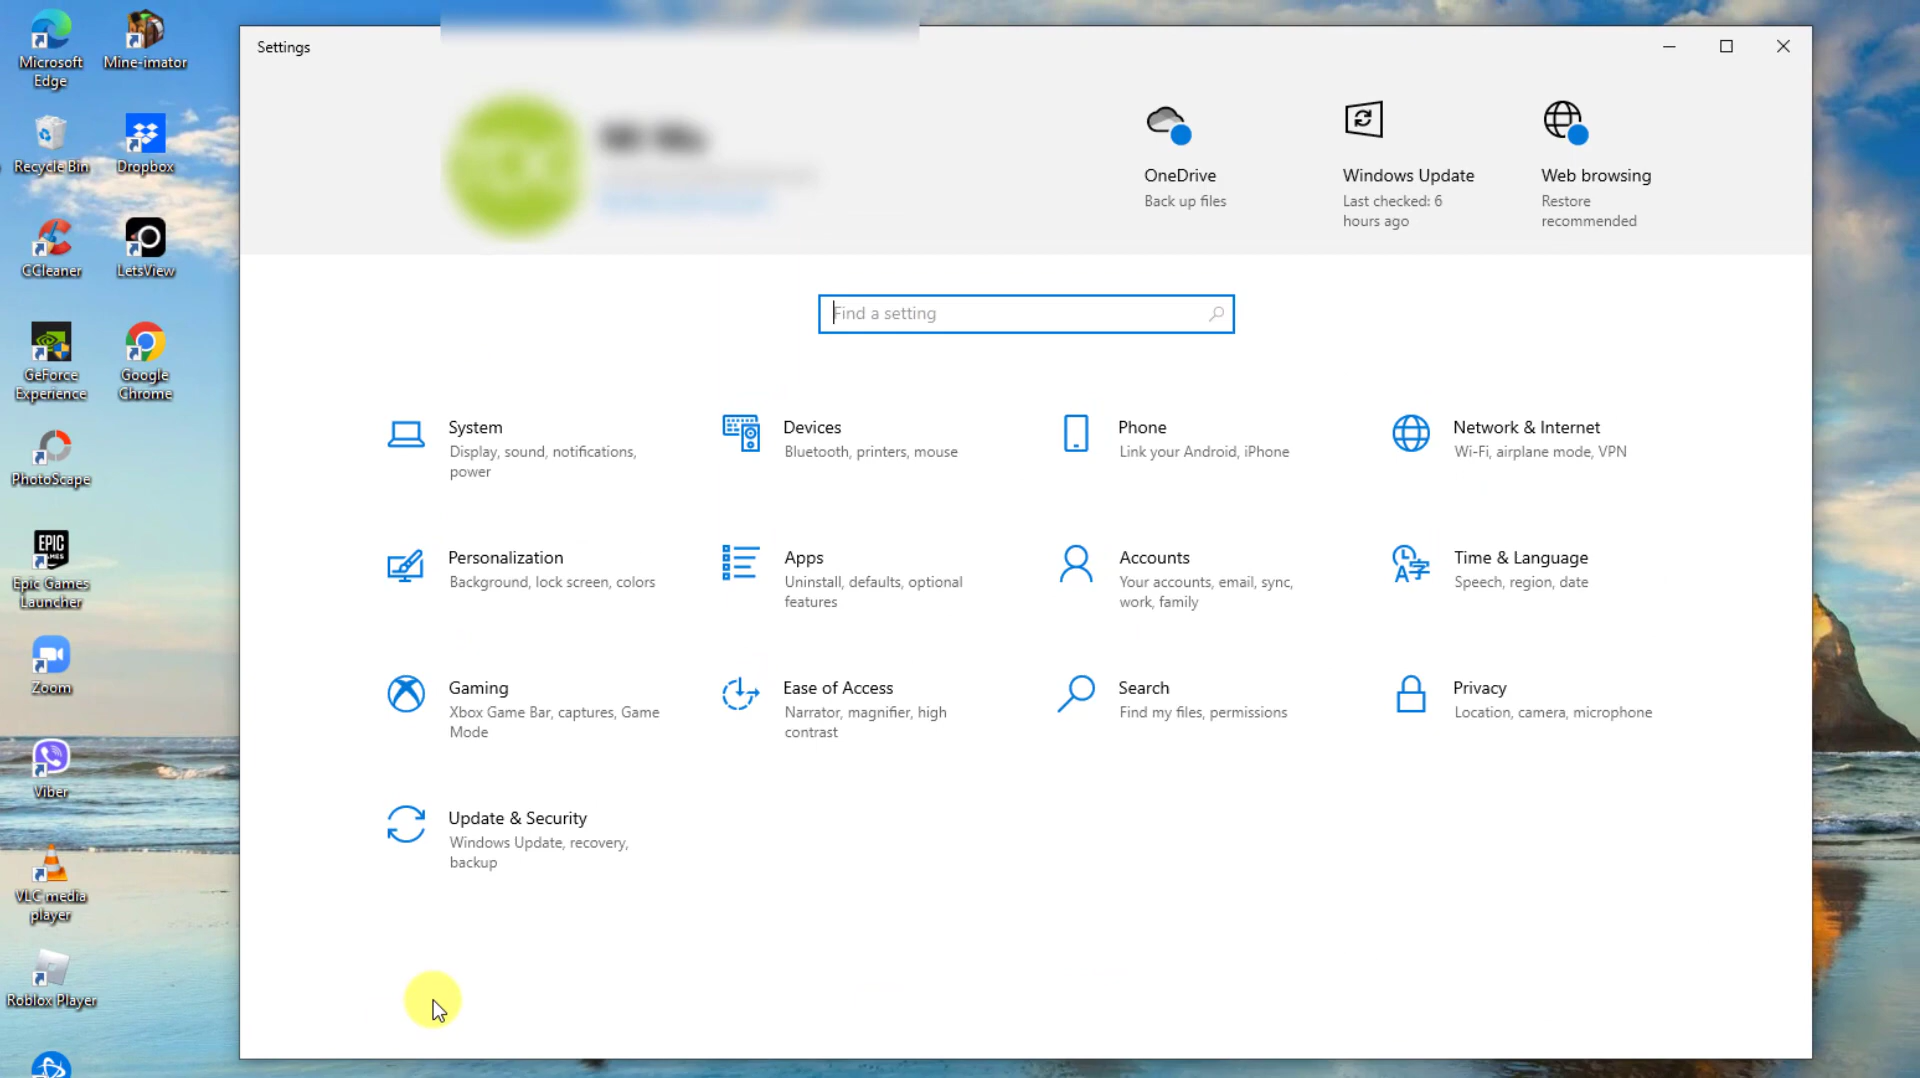 Microsoft
Edge
Mine-imator
Recycle Bin
Dropbox
CCleaner
LetsView
GeForce
Experience
Google
Chrome
PhotoScape
EPIC
GAMES
Epic Games
Launcher
Zoom
Viber
VLC media
player
Roblox Player
Settings
OneDrive
Back up files
Windows Update
Last checked: 6
hours ago
Web browsing
Restore
recommended
Find a setting
System
Display, sound, notifications,
power
Devices
Bluetooth, printers, mouse
Phone
Link your Android, iPhone
Network & Internet
Wi-Fi, airplane mode, VPN
Personalization
Background, lock screen, colors
Apps
Uninstall, defaults, optional
features
Accounts
Your accounts, email, sync,
work, family
Time & Language
Speech, region, date
Gaming
Xbox Game Bar, captures, Game
Mode
Ease of Access
Narrator, magnifier, high
contrast
Search
Find my files, permissions
Privacy
Location, camera, microphone
Update & Security
Windows Update, recovery,
backup